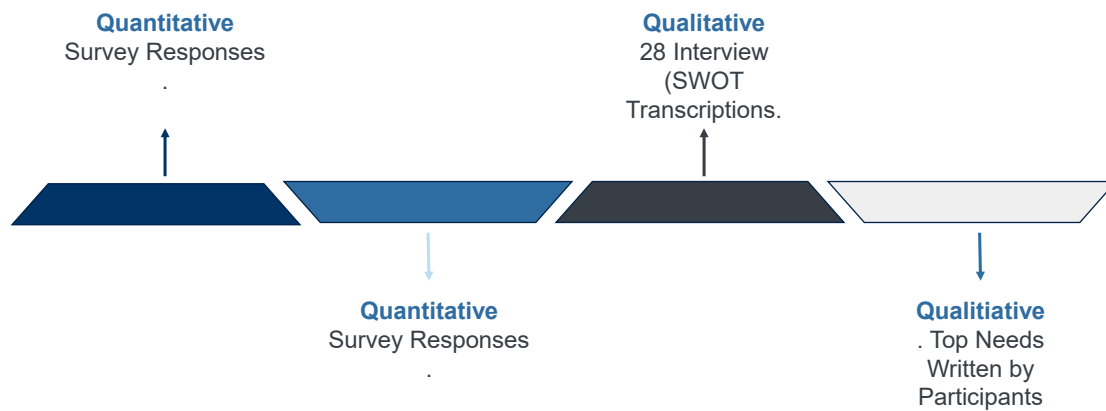 Quantitative
Survey Responses
.
Qualitative
28 Interview
(SWOT
Transcriptions.
Quantitative
Survey Responses
.
Qualitiative
. Top Needs
Written by
Participants